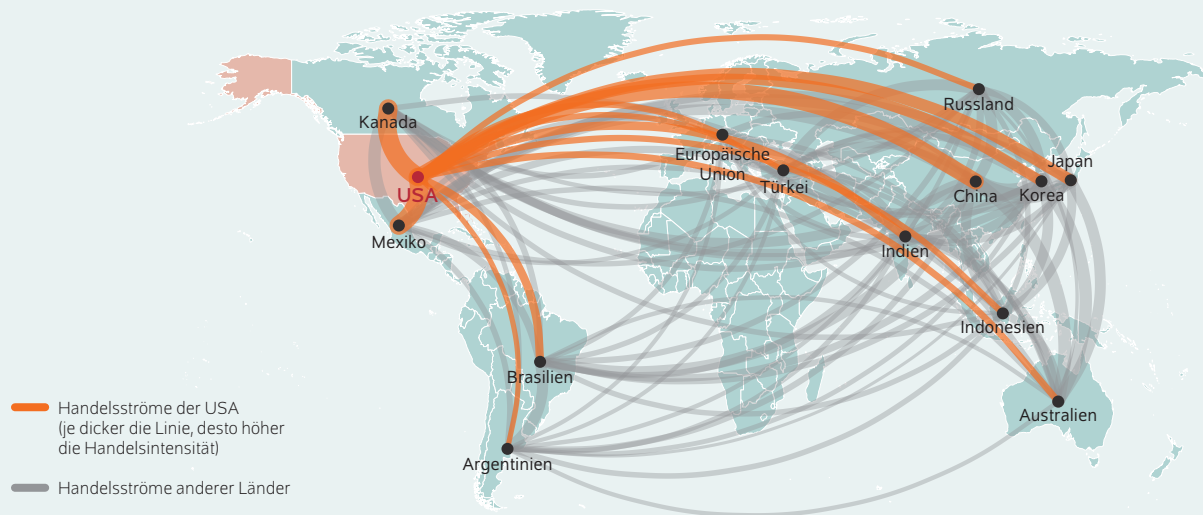 Russland
Kanada
Europäische
Union
Japan
Türkei
China
Korea
USA
Mexiko
Indien
Indonesien
Brasilien
Australien
Argentinien
Handelsströme der USA
(je dicker die Linie, desto höher
die Handelsintensität)
Handelsströme anderer Länder